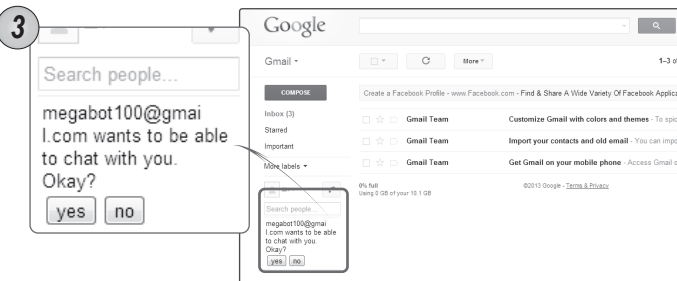 3
Search people...
megabot100@gmai
l.com wants to be able
to chat with you.
Okay?
yes no
Google
Gmail
More
1–3 of
COMPOSE
Create a Facebook Profile - www.Facebook.com - Find & Share A Wide Variety Of Facebook Applica
Inbox (3)
Starred
Important
More labels
Gmail Team Customize Gmail with colors and themes - To spic
Gmail Team Import your contacts and old email - You can impo
Gmail Team Get Gmail on your mobile phone - Access Gmail o
0% full
Using 0 GB of your 10.1 GB
©2013 Google - Terms & Privacy
Search people...
megabot100@gmai
l.com wants to be able
to chat with you.
Okay?
yes no